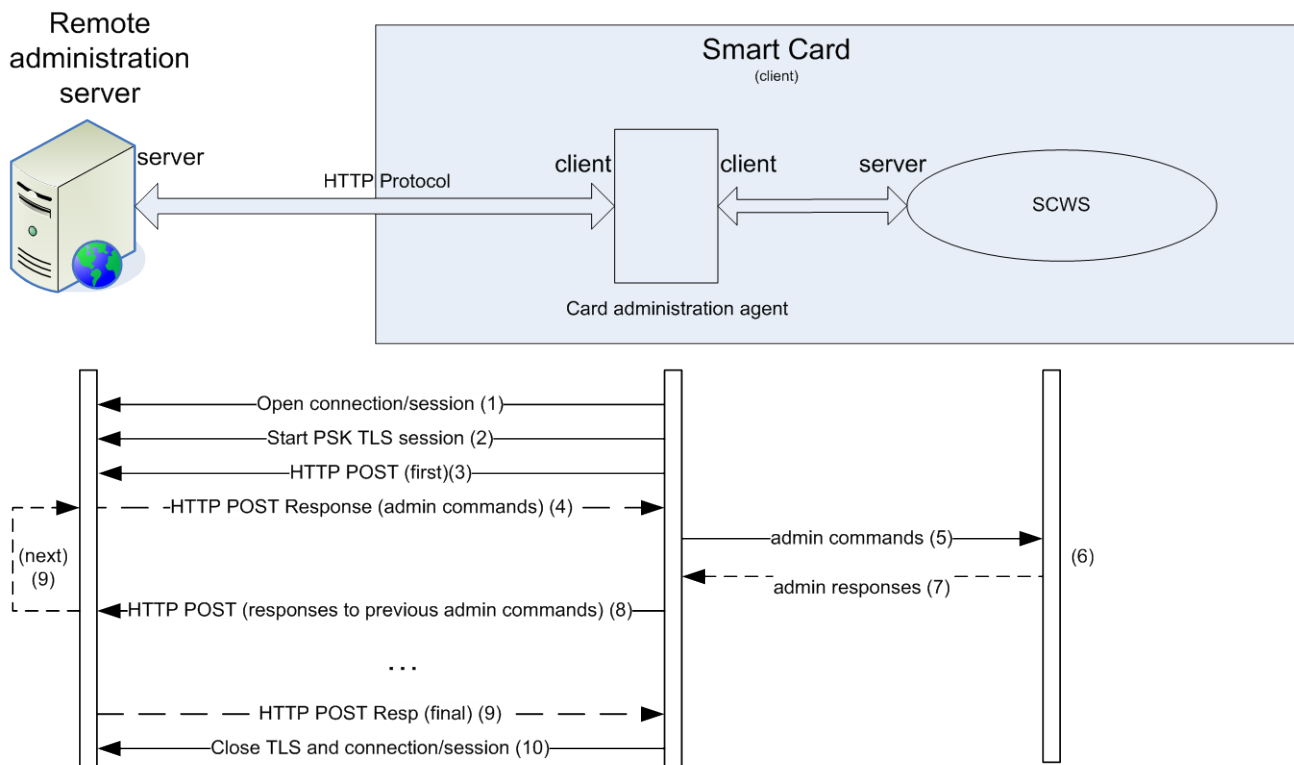 Remote
administration
server
Smart Card
(client)
server
HTTP Protocol
client
client
server
SCWS
Card administration agent
Open connection/session (1)
Start PSK TLS session (2)
HTTP POST (first)(3)
HTTP POST Response (admin commands) (4)
admin commands (5)
(next)
(9)
(6)
admin responses (7)
HTTP POST (responses to previous admin commands) (8)
...
HTTP POST Resp (final) (9)
Close TLS and connection/session (10)